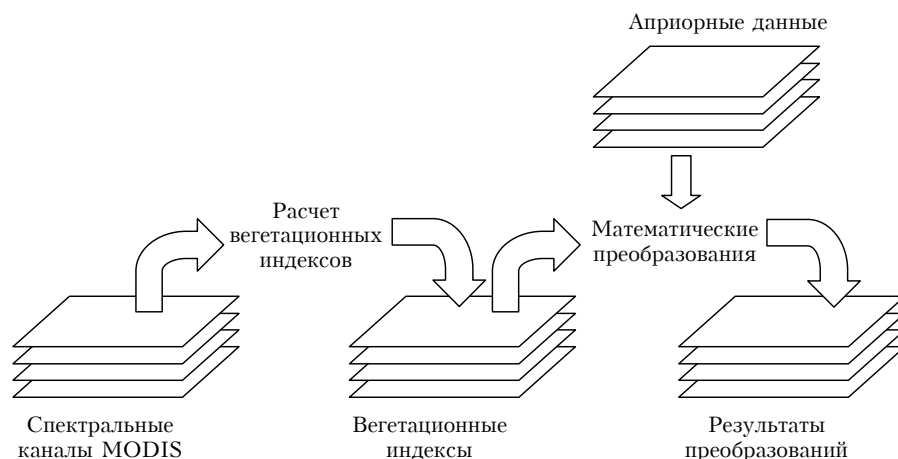 Априорные данные
Расчет
вегетационных
индексов
Математические
преобразования
Спектральные
каналы MODIS
Вегетационные
индексы
Результаты
преобразований